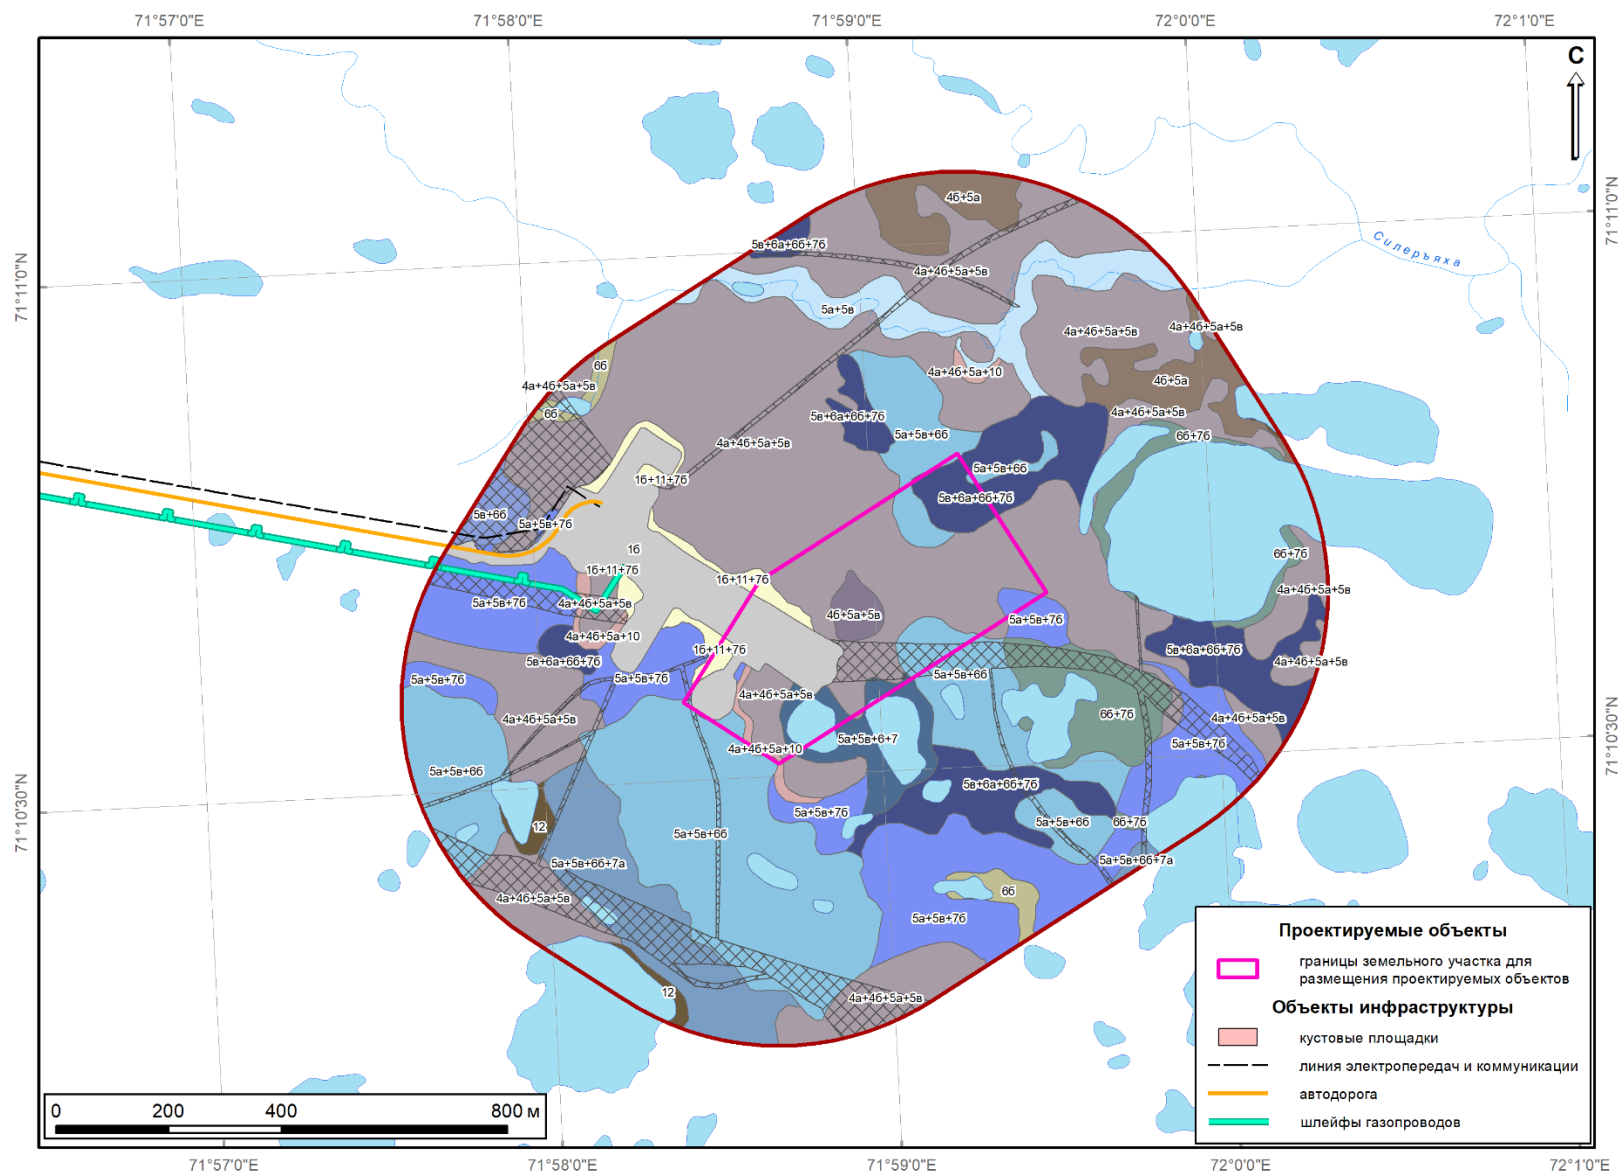 71°57'0"E
71°58'0"E
71°59'0"E
72°0'0"E
72°1'0"E
С
71°11'0"N
71°11'0"N
Силеръяха
4б+5а
5в+6а+6б+7б
4а+4б+5а+5в
5а+5в
4а+4б+5а+5в
4а+4б+5а+5в
6б
4а+4б+5а+10
4б+5а
4а+4б+5а+5в
6б
4а+4б+5а+5в
5в+6а+6б+7б
5а+5в+6б
6б+7б
4а+4б+5а+5в
5а+5в+6б
1б+11+7б
5в+6а+6б+7б
5в+6б
5а+5в+7б
1б
6б+7б
1б+11+7б
1б+11+7б
4а+4б+5а+5в
5а+5в+7б
4а+4б+5а+5в
4б+5а+5в
5а+5в+7б
4а+4б+5а+10
1б+11+7б
5в+6а+6б+7б
5в+6а+6б+7б
4а+4б+5а+5в
5а+5в+7б
5а+5в+7б
5а+5в+6б
4а+4б+5а+5в
4а+4б+5а+5в
6б+7б
4а+4б+5а+5в
5а+5в+6+7
5а+5в+7б
4а+4б+5а+10
5а+5в+6б
5в+6а+6б+7б
5а+5в+7б
12
5а+5в+6б
5а+5в+6б
6б+7б
5а+5в+6б+7а
5а+5в+6б+7а
4а+4б+5а+5в
6б
5а+5в+7б
12
4а+4б+5а+5в
71°10'30"N
71°10'30"N
Проектируемые объекты
границы земельного участка для
размещения проектируемых объектов
Объекты инфраструктуры
кустовые площадки
линия электропередач и коммуникации
автодорога
шлейфы газопроводов
0 200 400 800 м
71°57'0"E
71°58'0"E
71°59'0"E
72°0'0"E
72°1'0"E